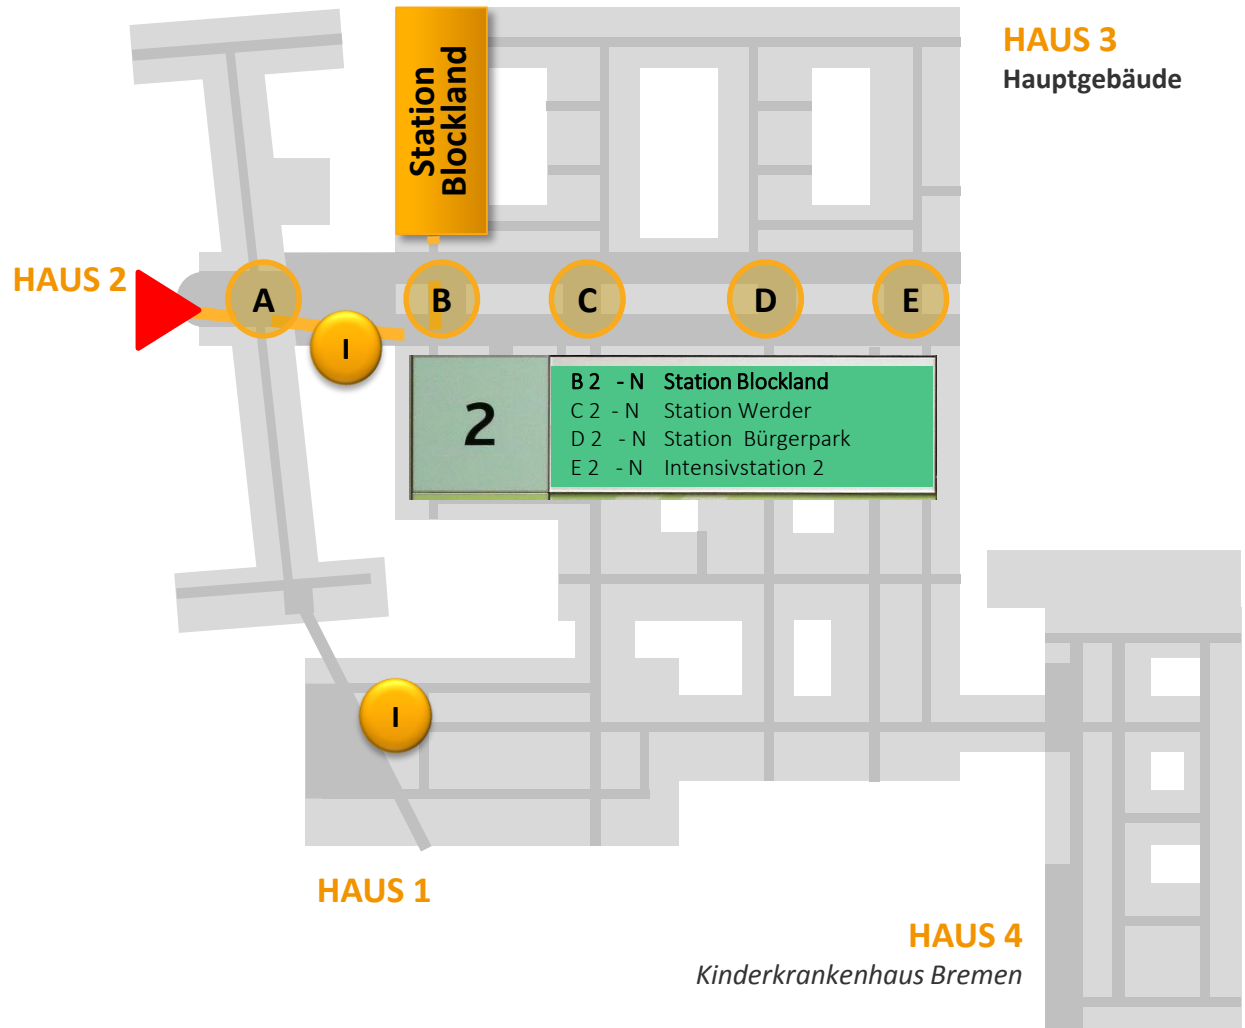 HAUS 3
Hauptgebäude
Station
Blockland
HAUS 2
A
B
C
D
E
I
2
B 2 - N Station Blockland
C 2 - N Station Werder
D 2 - N Station Bürgerpark
E 2 - N Intensivstation 2
I
HAUS 1
HAUS 4
Kinderkrankenhaus Bremen